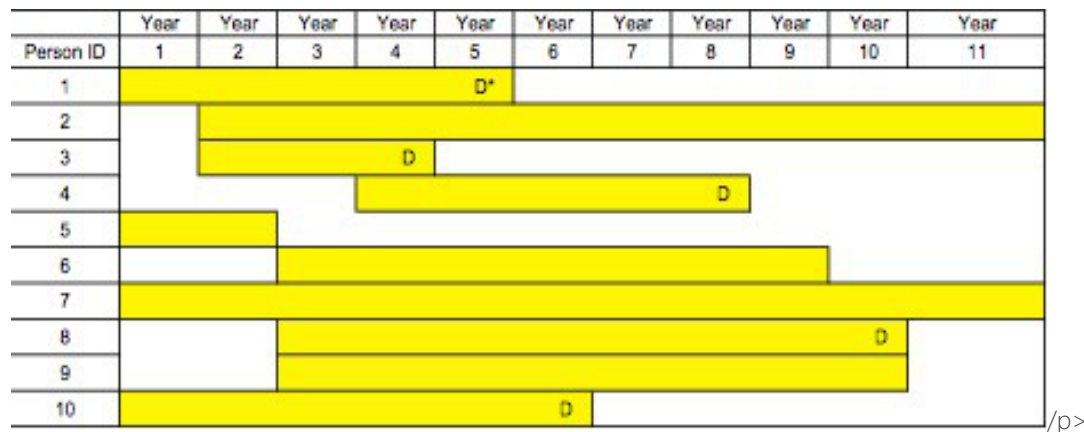 Year Year Year Year Year Year Year Year Year Year Year
Person ID 1 2 3 4 5 6 7 8 9 10 11
1 D*
2
3 D
4 D
5
6
7
8 D
9
10 D
/p>